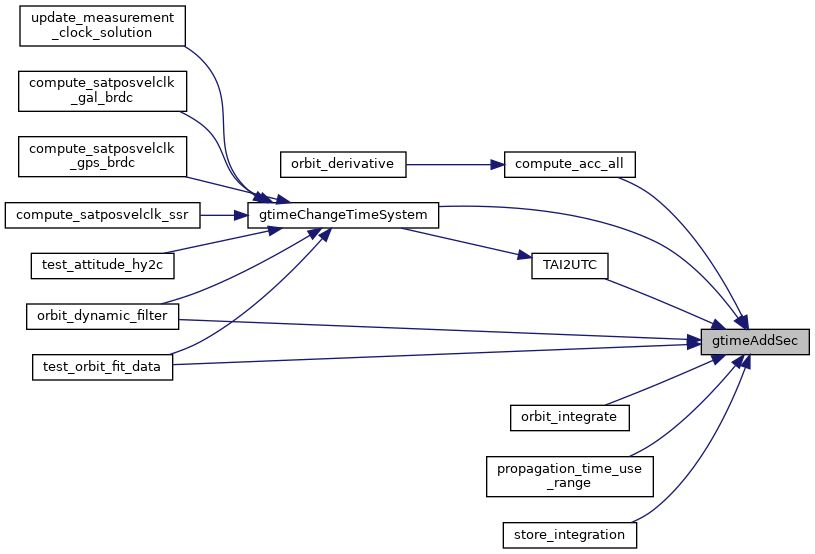 update_measurement
_clock_solution
compute_satposvelclk
_gal_brdc
compute_satposvelclk
_gps_brdc
compute_satposvelclk_ssr
test_attitude_hy2c
orbit_dynamic_filter
test_orbit_fit_data
orbit_derivative
gtimeChangeTimeSystem
compute_acc_all
TAI2UTC
orbit_integrate
propagation_time_use
_range
store_integration
gtimeAddSec